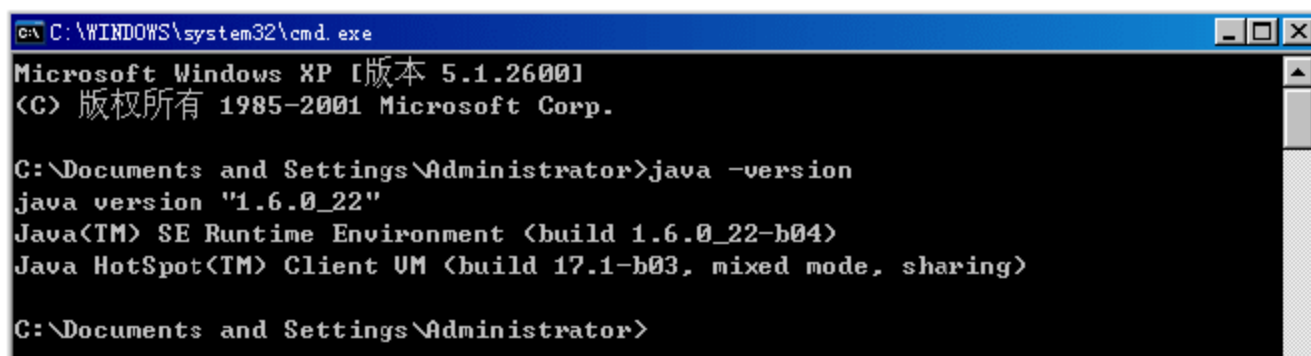 C:\WINDOWS\system32\cmd.exe
Microsoft Windows XP [版本 5.1.2600]
(C) 版权所有 1985-2001 Microsoft Corp.
C:\Documents and Settings\Administrator>java -version
java version "1.6.0_22"
Java(TM) SE Runtime Environment (build 1.6.0_22-b04)
Java HotSpot(TM) Client VM (build 17.1-b03, mixed mode, sharing)
C:\Documents and Settings\Administrator>